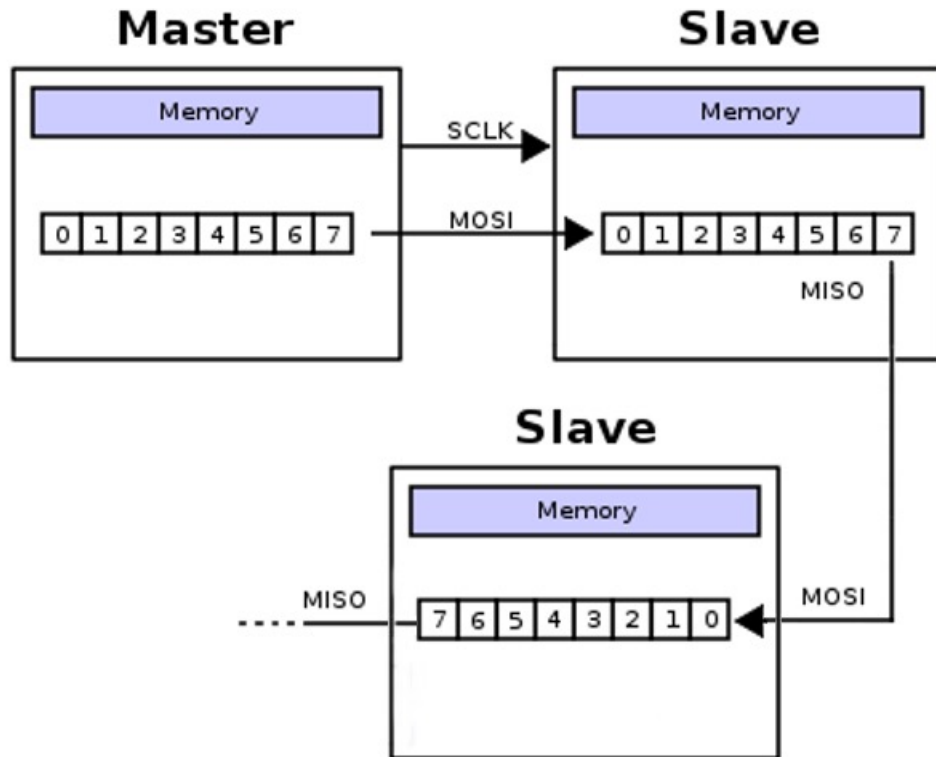 Master Slave
Memory Memory
SCLK
MOSI
0 1 2 3 4 5 6 7 0 1 2 3 4 5 6 7
MISO
Slave
Memory
MISO MOSI
7 6 5 4 3 2 1 0